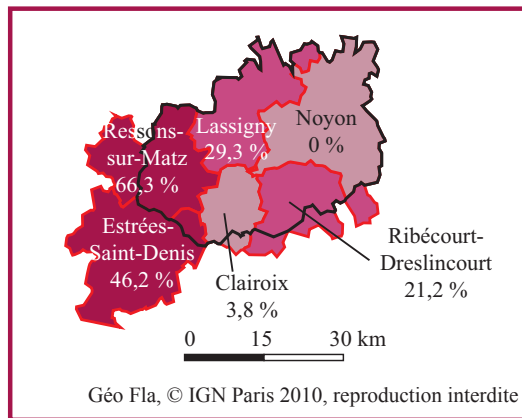 Ressons-
sur-Matz
66,3 %
Lassigny
29,3 %
Noyon
0 %
Estrées-
Saint-Denis
46,2 %
Clairoix
3,8 %
Ribécourt-
Dreslincourt
21,2 %
0 15 30 km
Géo Fla, © IGN Paris 2010, reproduction interdite